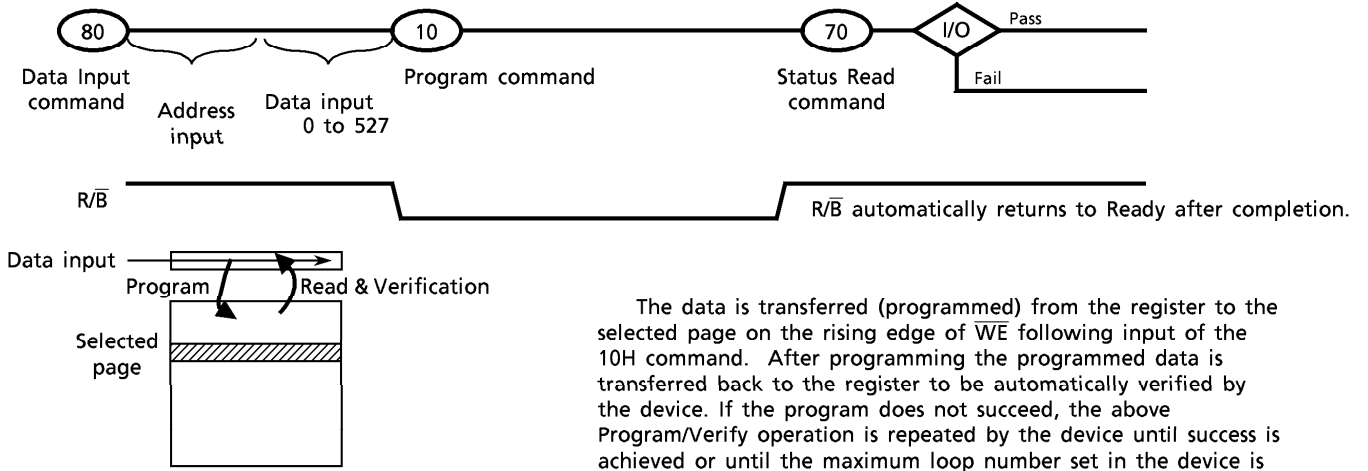 80
10
70
I/O
Pass
Fail
Data Input
command
Address
input
Data input
0 to 527
Program command
Status Read
command
R/B̅
R/B̅ automatically returns to Ready after completion.
Data input
Program
Read & Verification
Selected
page
The data is transferred (programmed) from the register to the
selected page on the rising edge of W̅E̅ following input of the
10H command. After programming the programmed data is
transferred back to the register to be automatically verified by
the device. If the program does not succeed, the above
Program/Verify operation is repeated by the device until success is
achieved or until the maximum loop number set in the device is